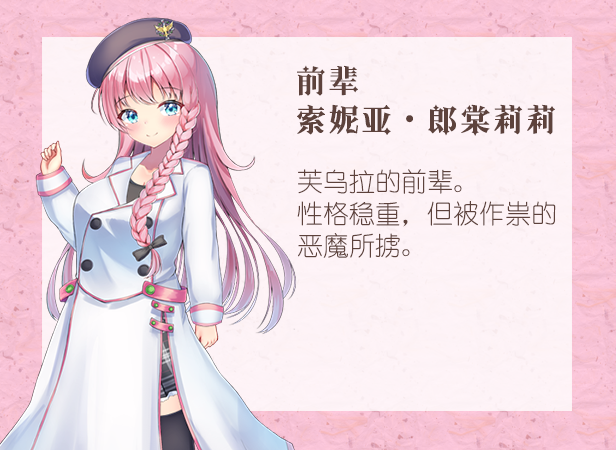 前辈
索妮亚・郎棠莉莉
芙乌拉的前辈。
性格稳重，但被作祟的
恶魔所掳。